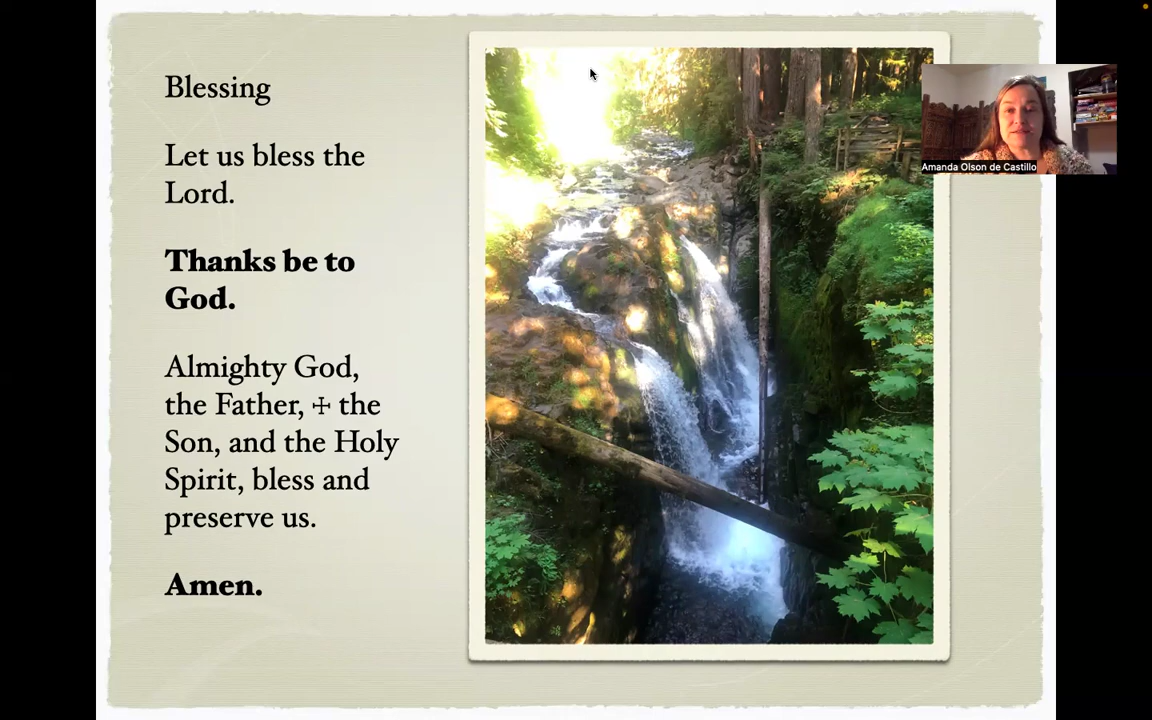 Blessing
Let us bless the
Lord.
Thanks be to
God.
Almighty God,
the Father, ☩ the
Son, and the Holy
Spirit, bless and
preserve us.
Amen.
Amanda Olson de Castillo